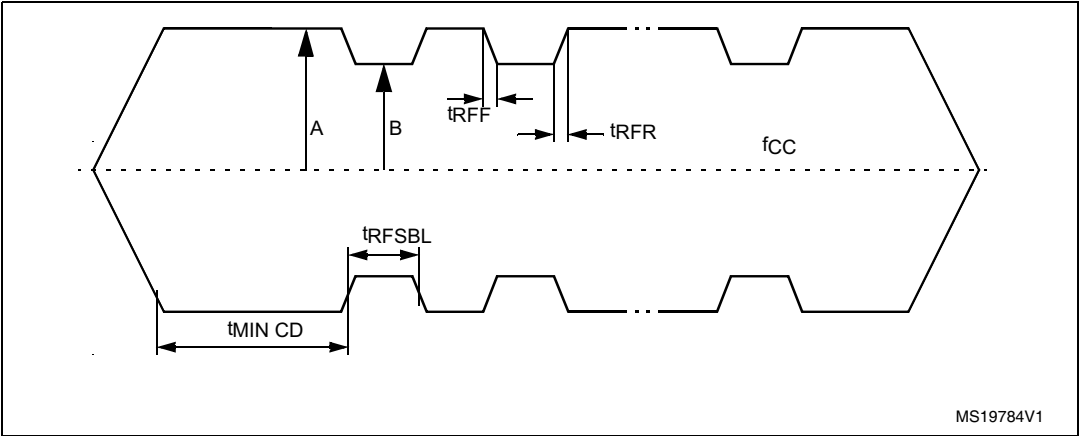 A
B
tRFF
tRFR
fCC
tRFSBL
tMIN CD
MS19784V1